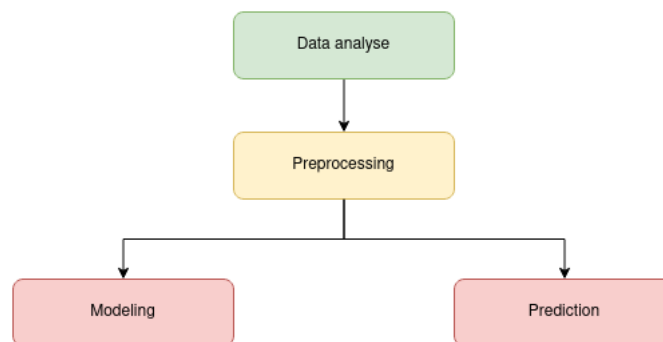 Data analyse
Preprocessing
Modeling
Prediction